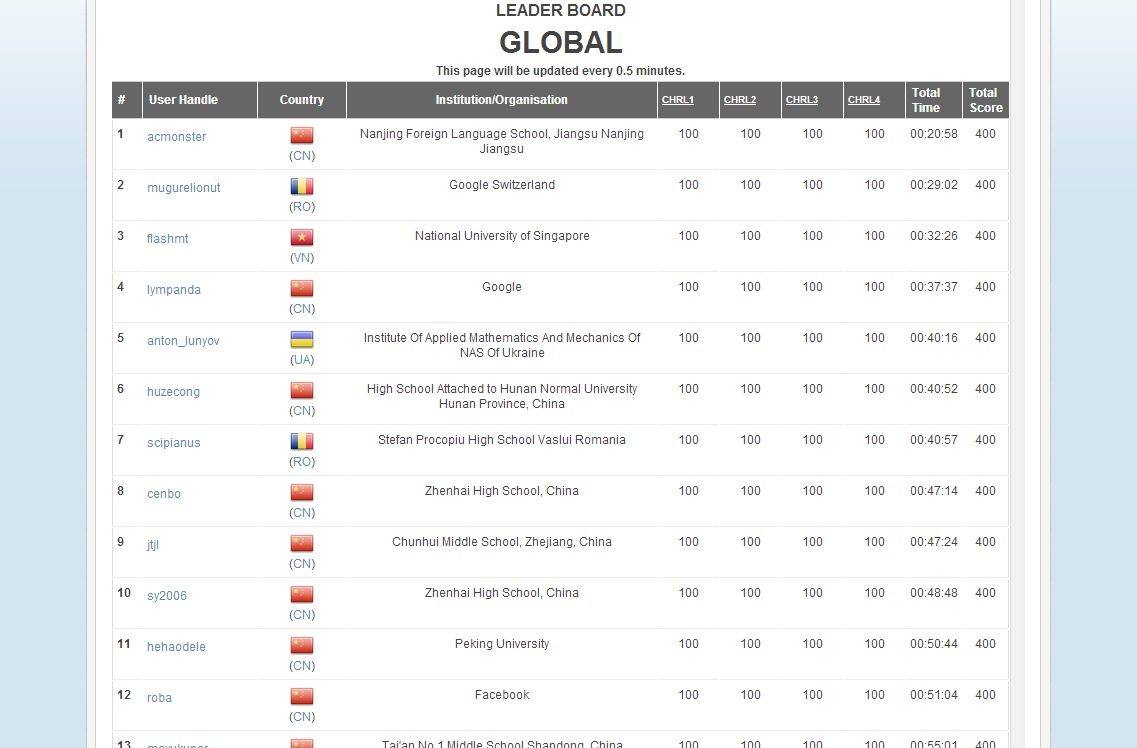 LEADER BOARD
GLOBAL
This page will be updated every 0.5 minutes.
# User Handle Country Institution/Organisation CHRL1 CHRL2 CHRL3 CHRL4 Total Time Total Score
1 acmonster (CN) Nanjing Foreign Language School, Jiangsu Nanjing Jiangsu 100 100 100 100 00:20:58 400
2 mugurelionut (RO) Google Switzerland 100 100 100 100 00:29:02 400
3 flashmt (VN) National University of Singapore 100 100 100 100 00:32:26 400
4 lympanda (CN) Google 100 100 100 100 00:37:37 400
5 anton_lunyov (UA) Institute Of Applied Mathematics And Mechanics Of NAS Of Ukraine 100 100 100 100 00:40:16 400
6 huzecong (CN) High School Attached to Hunan Normal University Hunan Province, China 100 100 100 100 00:40:52 400
7 scipianus (RO) Stefan Procopiu High School Vaslui Romania 100 100 100 100 00:40:57 400
8 cenbo (CN) Zhenhai High School, China 100 100 100 100 00:47:14 400
9 jtjl (CN) Chunhui Middle School, Zhejiang, China 100 100 100 100 00:47:24 400
10 sy2006 (CN) Zhenhai High School, China 100 100 100 100 00:48:48 400
11 hehaodele (CN) Peking University 100 100 100 100 00:50:44 400
12 roba (CN) Facebook 100 100 100 100 00:51:04 400
13 Tai'an No.1 Middle School Shandong, China 100 100 100 100 00:55:01 400